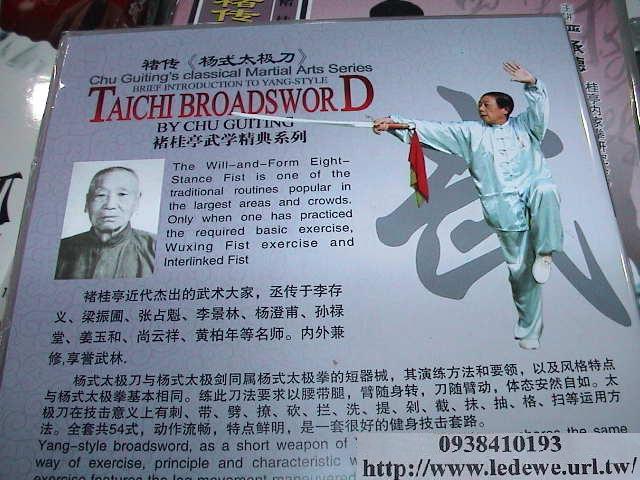 褚传《杨式太极刀》
Chu Guiting's classical Martial Arts Series
BRIEF INTRODUCTION TO YANG-STYLE
TAICHI BROADSWORD
BY CHU GUITING
褚桂亭武学精典系列
The Will–and–Form Eight–
Stance Fist is one of the
traditional routines popular in
the largest areas and crowds.
Only when one has practiced
the required basic exercise,
Wuxing Fist exercise and
Interlinked Fist
武
褚桂亭近代杰出的武术大家，丞传于李存
义、梁振圃、张占魁、李景林、杨澄甫、孙禄
堂、姜玉和、尚云祥、黄柏年等名师。内外兼
修,享誉武林.
杨式太极刀与杨式太极剑同属杨式太极拳的短器械，其演练方法和要领，以及风格特点
与杨式太极拳基本相同。练此刀法要求以腰带腿，臂随身转，刀随臂动，体态安然自如。太
极刀在技击意义上有刺、带、劈、撩、砍、拦、洗、提、剁、截、抹、抽、格、扫等运用方
法。全套共54式，动作流畅，特点鲜明，是一套很好的健身技击套路。
shares the same
Yang–style broadsword, as a short weapon of
way of exercise, principle and characteristic
exercise features the leg movement maneuvered
0938410193
http://www.ledewe.url.tw/